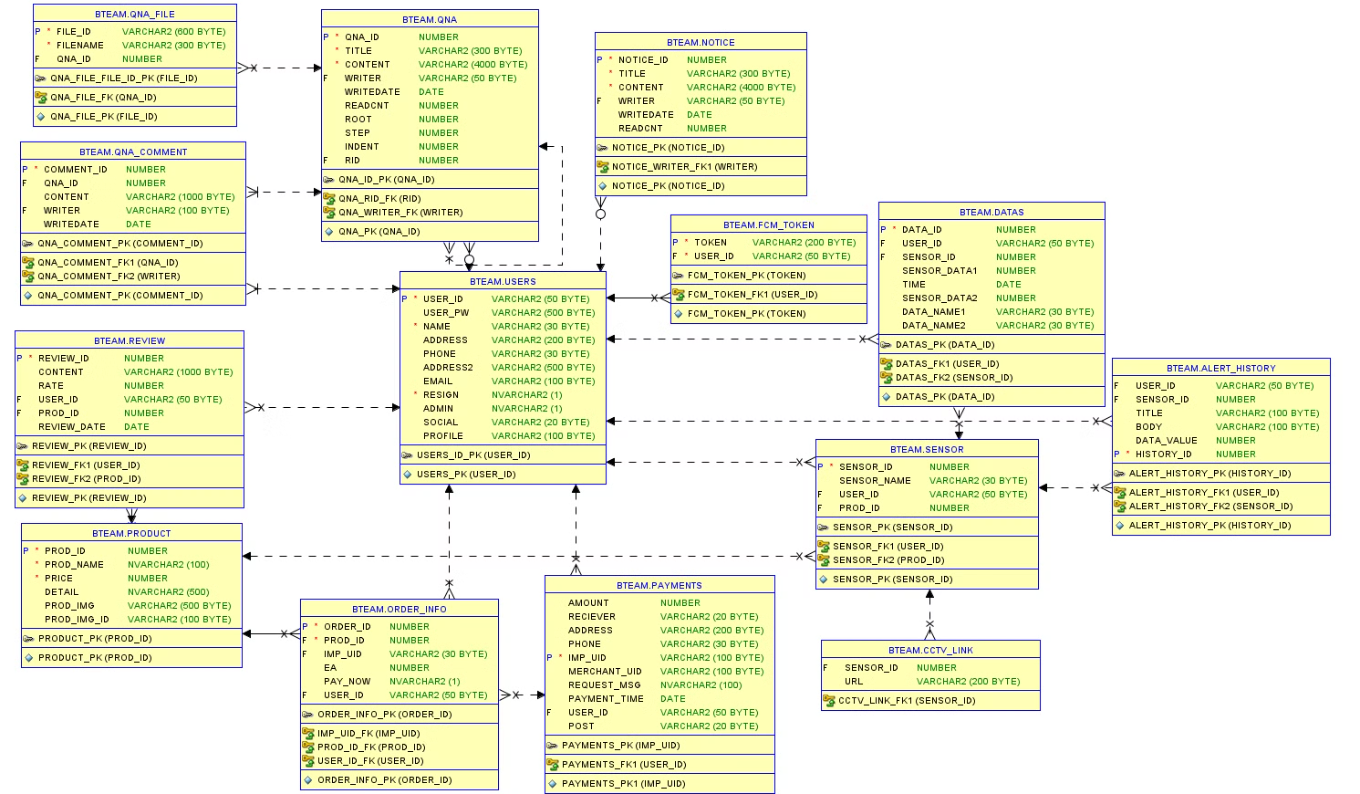 BTEAM.QNA_FILE
P * FILE_ID VARCHAR2 (600 BYTE)
* FILENAME VARCHAR2 (300 BYTE)
F QNA_ID NUMBER
QNA_FILE_FILE_ID_PK (FILE_ID)
QNA_FILE_FK (QNA_ID)
QNA_FILE_PK (FILE_ID)
BTEAM.QNA
P * QNA_ID NUMBER
* TITLE VARCHAR2 (300 BYTE)
* CONTENT VARCHAR2 (4000 BYTE)
F WRITER VARCHAR2 (50 BYTE)
WRITEDATE DATE
READCNT NUMBER
ROOT NUMBER
STEP NUMBER
INDENT NUMBER
F RID NUMBER
QNA_ID_PK (QNA_ID)
QNA_RID_FK (RID)
QNA_WRITER_FK (WRITER)
QNA_PK (QNA_ID)
BTEAM.NOTICE
P * NOTICE_ID NUMBER
* TITLE VARCHAR2 (300 BYTE)
* CONTENT VARCHAR2 (4000 BYTE)
F WRITER VARCHAR2 (50 BYTE)
WRITEDATE DATE
READCNT NUMBER
NOTICE_PK (NOTICE_ID)
NOTICE_WRITER_FK1 (WRITER)
NOTICE_PK (NOTICE_ID)
BTEAM.QNA_COMMENT
P * COMMENT_ID NUMBER
F QNA_ID NUMBER
CONTENT VARCHAR2 (1000 BYTE)
F WRITER VARCHAR2 (100 BYTE)
WRITEDATE DATE
QNA_COMMENT_PK (COMMENT_ID)
QNA_COMMENT_FK1 (QNA_ID)
QNA_COMMENT_FK2 (WRITER)
QNA_COMMENT_PK (COMMENT_ID)
BTEAM.FCM_TOKEN
P * TOKEN VARCHAR2 (200 BYTE)
F * USER_ID VARCHAR2 (50 BYTE)
FCM_TOKEN_PK (TOKEN)
FCM_TOKEN_FK1 (USER_ID)
FCM_TOKEN_PK (TOKEN)
BTEAM.DATAS
P * DATA_ID NUMBER
F USER_ID VARCHAR2 (50 BYTE)
F SENSOR_ID NUMBER
SENSOR_DATA1 NUMBER
TIME DATE
SENSOR_DATA2 NUMBER
DATA_NAME1 VARCHAR2 (30 BYTE)
DATA_NAME2 VARCHAR2 (30 BYTE)
DATAS_PK (DATA_ID)
DATAS_FK1 (USER_ID)
DATAS_FK2 (SENSOR_ID)
DATAS_PK (DATA_ID)
BTEAM.USERS
P * USER_ID VARCHAR2 (50 BYTE)
USER_PW VARCHAR2 (500 BYTE)
* NAME VARCHAR2 (30 BYTE)
ADDRESS VARCHAR2 (200 BYTE)
PHONE VARCHAR2 (30 BYTE)
ADDRESS2 VARCHAR2 (500 BYTE)
EMAIL VARCHAR2 (100 BYTE)
* RESIGN NVARCHAR2 (1)
ADMIN NVARCHAR2 (1)
SOCIAL VARCHAR2 (20 BYTE)
PROFILE VARCHAR2 (100 BYTE)
USERS_ID_PK (USER_ID)
USERS_PK (USER_ID)
BTEAM.REVIEW
P * REVIEW_ID NUMBER
CONTENT VARCHAR2 (1000 BYTE)
RATE NUMBER
F USER_ID VARCHAR2 (50 BYTE)
F PROD_ID NUMBER
REVIEW_DATE DATE
REVIEW_PK (REVIEW_ID)
REVIEW_FK1 (USER_ID)
REVIEW_FK2 (PROD_ID)
REVIEW_PK (REVIEW_ID)
BTEAM.ALERT_HISTORY
F USER_ID VARCHAR2 (50 BYTE)
F SENSOR_ID NUMBER
TITLE VARCHAR2 (100 BYTE)
BODY VARCHAR2 (100 BYTE)
DATA_VALUE NUMBER
P * HISTORY_ID NUMBER
ALERT_HISTORY_PK (HISTORY_ID)
ALERT_HISTORY_FK1 (USER_ID)
ALERT_HISTORY_FK2 (SENSOR_ID)
ALERT_HISTORY_PK (HISTORY_ID)
BTEAM.SENSOR
P * SENSOR_ID NUMBER
SENSOR_NAME VARCHAR2 (30 BYTE)
F USER_ID VARCHAR2 (50 BYTE)
F PROD_ID NUMBER
SENSOR_PK (SENSOR_ID)
SENSOR_FK1 (USER_ID)
SENSOR_FK2 (PROD_ID)
SENSOR_PK (SENSOR_ID)
BTEAM.PRODUCT
P * PROD_ID NUMBER
* PROD_NAME NVARCHAR2 (100)
* PRICE NUMBER
DETAIL NVARCHAR2 (500)
PROD_IMG VARCHAR2 (500 BYTE)
PROD_IMG_ID VARCHAR2 (100 BYTE)
PRODUCT_PK (PROD_ID)
PRODUCT_PK (PROD_ID)
BTEAM.ORDER_INFO
P * ORDER_ID NUMBER
F * PROD_ID NUMBER
F IMP_UID VARCHAR2 (30 BYTE)
EA NUMBER
PAY_NOW NVARCHAR2 (1)
F USER_ID VARCHAR2 (50 BYTE)
ORDER_INFO_PK (ORDER_ID)
IMP_UID_FK (IMP_UID)
PROD_ID_FK (PROD_ID)
USER_ID_FK (USER_ID)
ORDER_INFO_PK (ORDER_ID)
BTEAM.PAYMENTS
AMOUNT NUMBER
RECIEVER VARCHAR2 (20 BYTE)
ADDRESS VARCHAR2 (200 BYTE)
PHONE VARCHAR2 (30 BYTE)
P * IMP_UID VARCHAR2 (100 BYTE)
MERCHANT_UID VARCHAR2 (100 BYTE)
REQUEST_MSG NVARCHAR2 (100)
PAYMENT_TIME DATE
F USER_ID VARCHAR2 (50 BYTE)
POST VARCHAR2 (20 BYTE)
PAYMENTS_PK (IMP_UID)
PAYMENTS_FK1 (USER_ID)
PAYMENTS_PK1 (IMP_UID)
BTEAM.CCTV_LINK
F SENSOR_ID NUMBER
URL VARCHAR2 (200 BYTE)
CCTV_LINK_FK1 (SENSOR_ID)